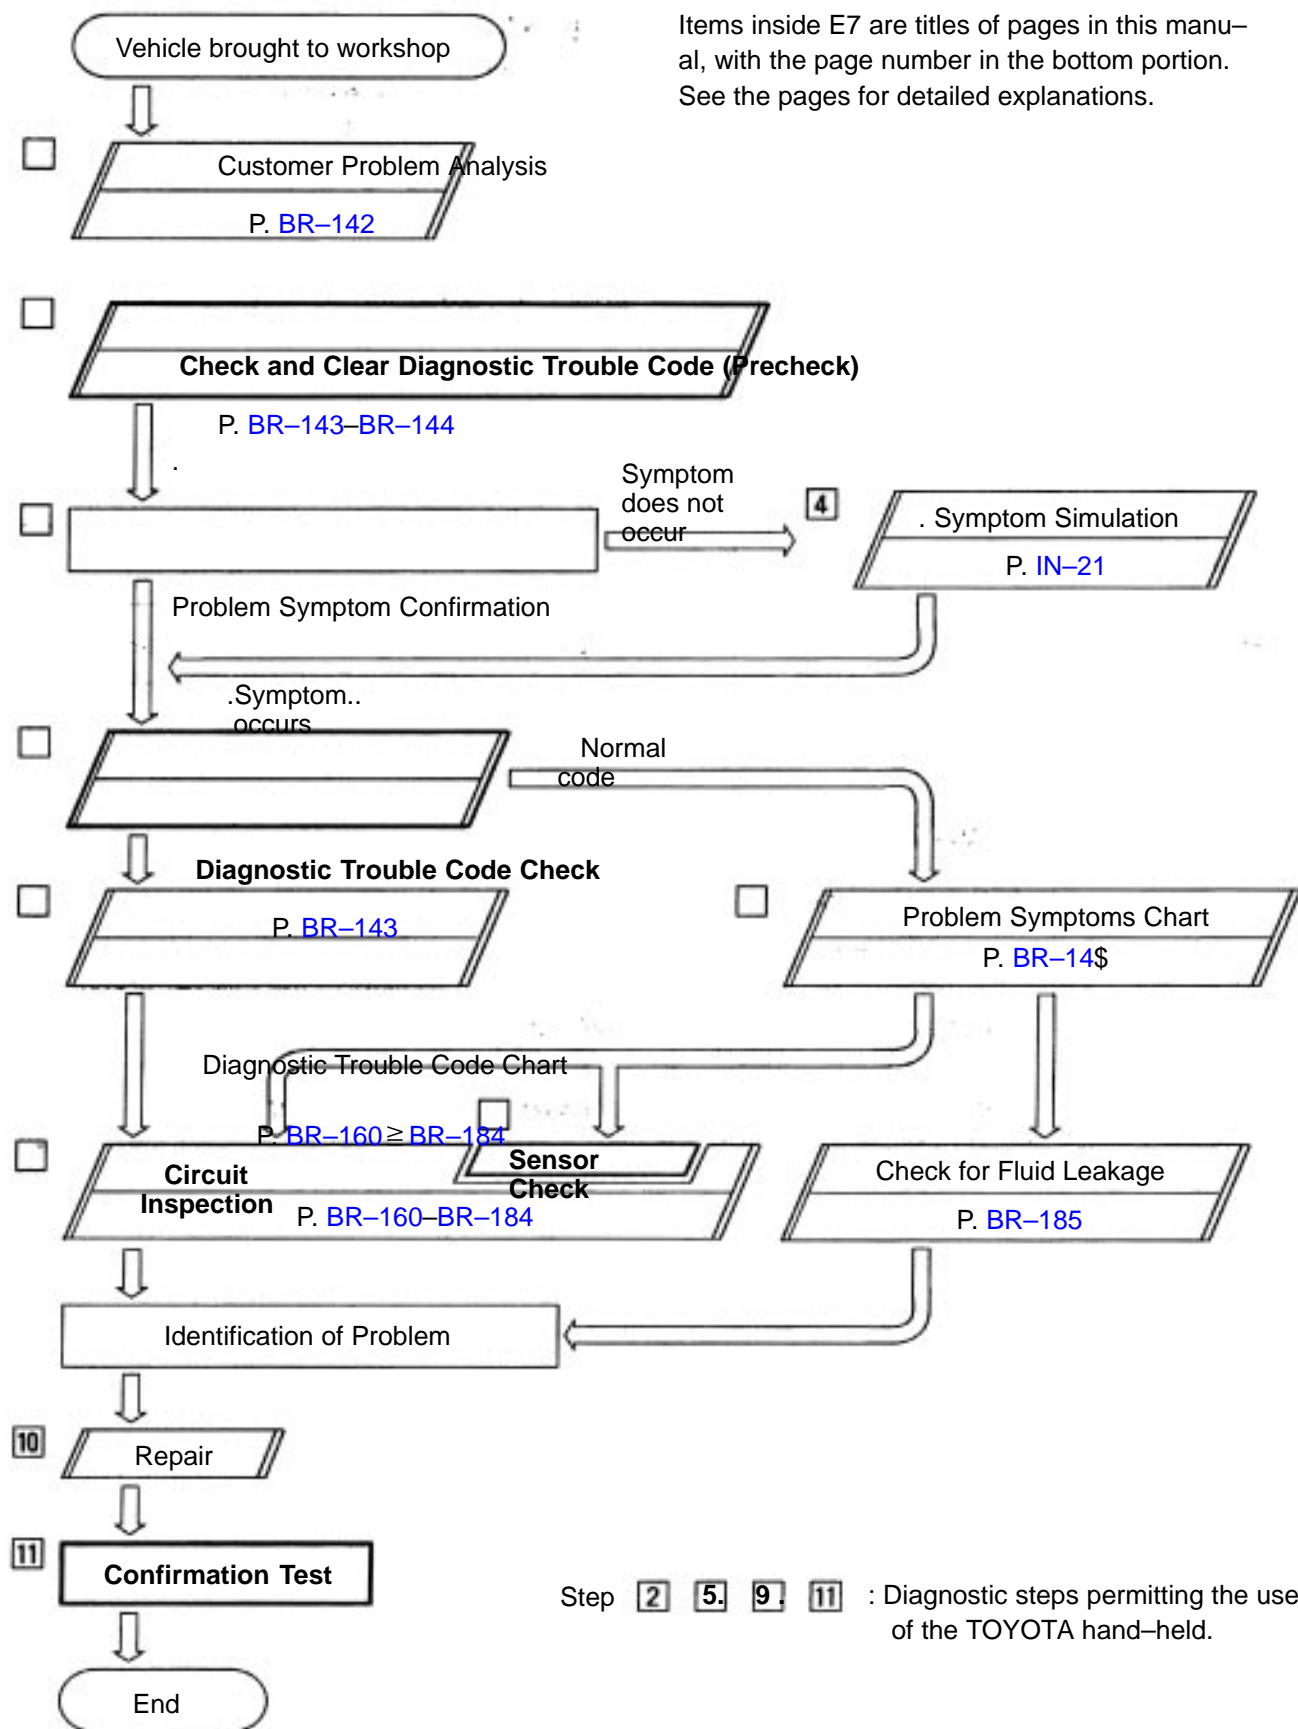 Vehicle brought to workshop
Items inside E7 are titles of pages in this manu–
al, with the page number in the bottom portion.
See the pages for detailed explanations.
Customer Problem Analysis
P. BR–142
Check and Clear Diagnostic Trouble Code (Precheck)
P. BR–143–BR–144
.
Symptom
does not
occur
4
. Symptom Simulation
P. IN–21
Problem Symptom Confirmation
.Symptom..
occurs
Normal
code
Diagnostic Trouble Code Check
P. BR–143
Problem Symptoms Chart
P. BR–14$
Diagnostic Trouble Code Chart
P. BR–160≥BR–184
Circuit
Inspection
Sensor
Check
P. BR–160–BR–184
Check for Fluid Leakage
P. BR–185
Identification of Problem
10
Repair
11
Confirmation Test
Step 2 5. 9. 11 : Diagnostic steps permitting the use
of the TOYOTA hand–held.
End